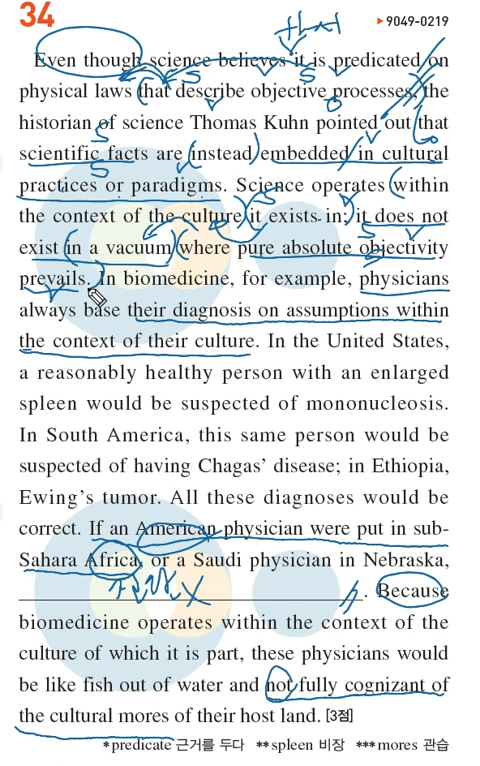 34
▶9049-0219
that
Even though science believes it is predicated on
physical laws that describe objective processes, the
historian of science Thomas Kuhn pointed out that
scientific facts are instead embedded in cultural
practices or paradigms. Science operates within
the context of the culture it exists in; it does not
exist in a vacuum where pure absolute objectivity
prevails. In biomedicine, for example, physicians
always base their diagnosis on assumptions within
the context of their culture. In the United States,
a reasonably healthy person with an enlarged
spleen would be suspected of mononucleosis.
In South America, this same person would be
suspected of having Chagas' disease; in Ethiopia,
Ewing's tumor. All these diagnoses would be
correct. If an American physician were put in sub-
Sahara Africa, or a Saudi physician in Nebraska,
____________________. Because
biomedicine operates within the context of the
culture of which it is part, these physicians would
be like fish out of water and not fully cognizant of
the cultural mores of their host land. [3점]
*predicate 근거를 두다 **spleen 비장 ***mores 관습